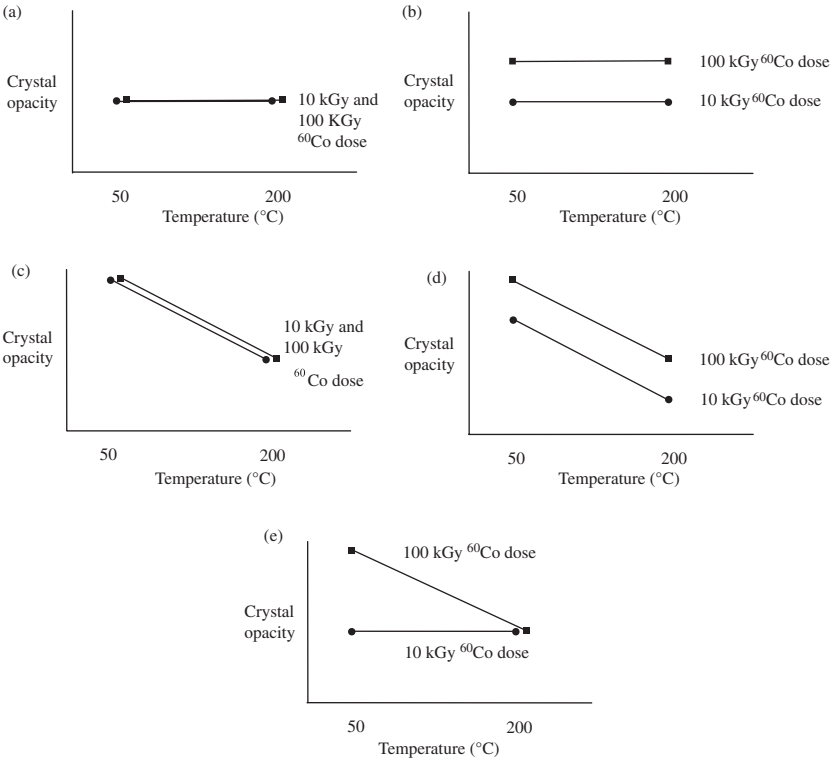 (a)
Crystal
opacity
10 kGy and
100 KGy
⁶⁰Co dose
50 200
Temperature (°C)
(b)
Crystal
opacity
100 kGy ⁶⁰Co dose
10 kGy ⁶⁰Co dose
50 200
Temperature (°C)
(c)
Crystal
opacity
10 kGy and
100 kGy
⁶⁰Co dose
50 200
Temperature (°C)
(d)
Crystal
opacity
100 kGy ⁶⁰Co dose
10 kGy ⁶⁰Co dose
50 200
Temperature (°C)
(e)
100 kGy ⁶⁰Co dose
Crystal
opacity
10 kGy ⁶⁰Co dose
50 200
Temperature (°C)